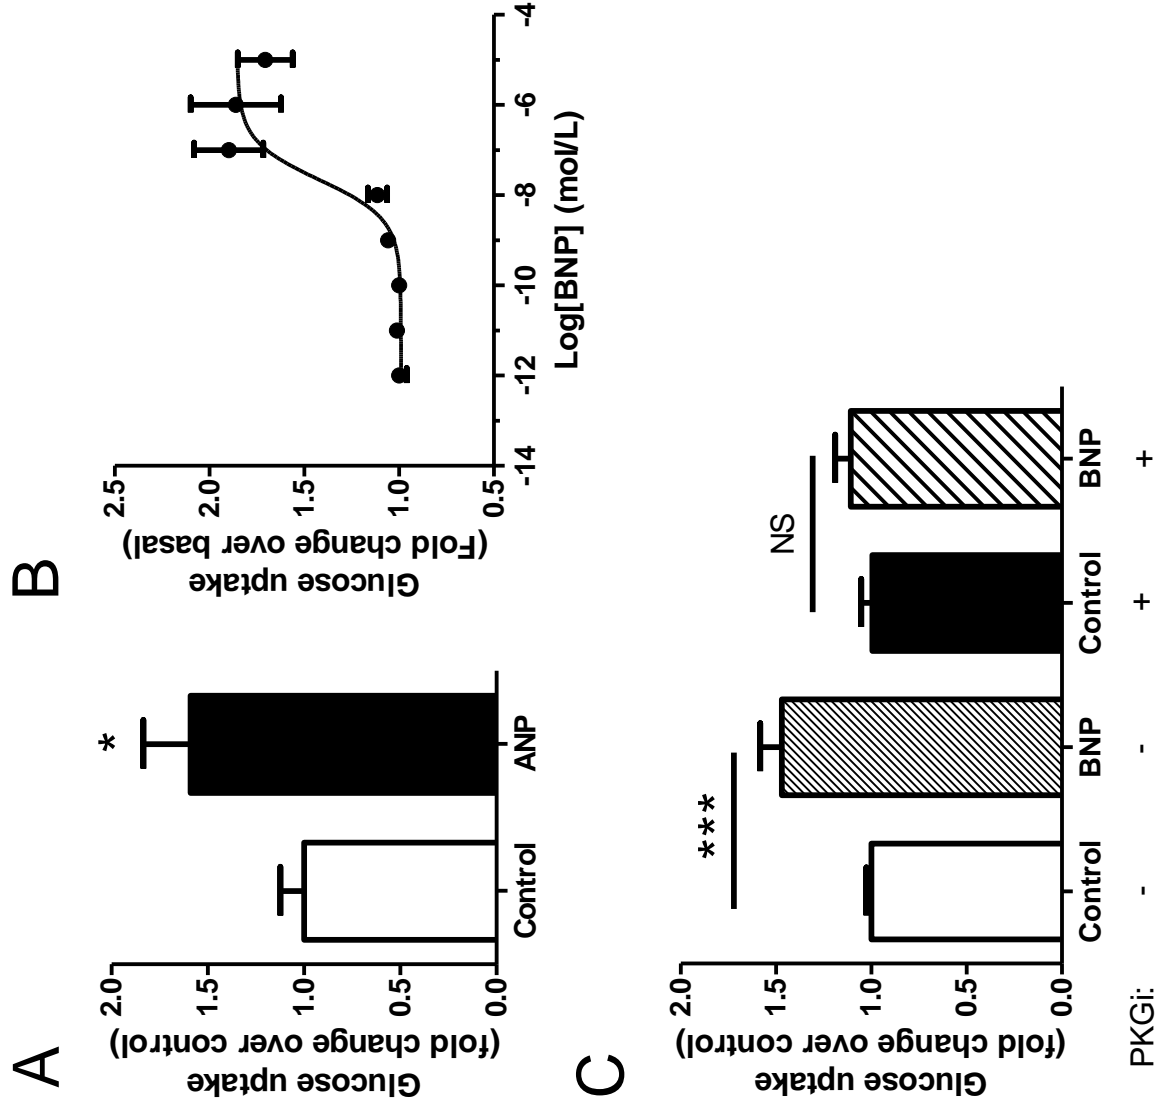 A
Glucose uptake
(fold change over control)
2.0
1.5
1.0
0.5
0.0
*
Control
ANP
B
Glucose uptake
(Fold change over basal)
2.5
2.0
1.5
1.0
0.5
-14
-12
-10
-8
-6
-4
Log[BNP] (mol/L)
C
Glucose uptake
(fold change over control)
2.0
1.5
1.0
0.5
0.0
***
NS
Control BNP Control BNP
PKGi: - - + +